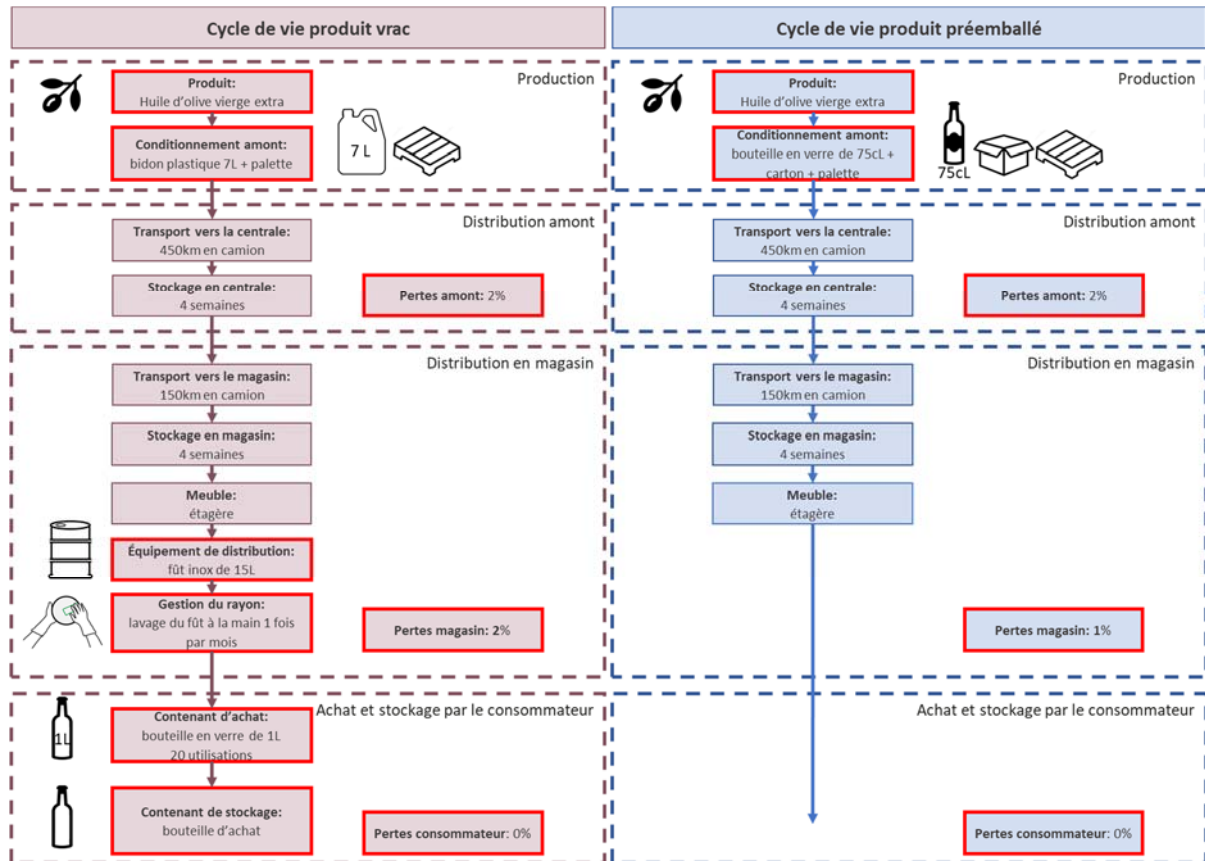 Cycle de vie produit vrac
Production
Produit:
Huile d'olive vierge extra
Conditionnement amont:
bidon plastique 7L + palette
7 L
Distribution amont
Transport vers la centrale:
450km en camion
Stockage en centrale:
4 semaines
Pertes amont: 2%
Distribution en magasin
Transport vers le magasin:
150km en camion
Stockage en magasin:
4 semaines
Meuble:
étagère
Équipement de distribution:
fût inox de 15L
Gestion du rayon:
lavage du fût à la main 1 fois
par mois
Pertes magasin: 2%
Achat et stockage par le consommateur
1L
Contenant d'achat:
bouteille en verre de 1L
20 utilisations
Contenant de stockage:
bouteille d'achat
Pertes consommateur: 0%
Cycle de vie produit préemballé
Production
Produit:
Huile d'olive vierge extra
Conditionnement amont:
bouteille en verre de 75cL +
carton + palette
75cL
Distribution amont
Transport vers la centrale:
450km en camion
Stockage en centrale:
4 semaines
Pertes amont: 2%
Distribution en magasin
Transport vers le magasin:
150km en camion
Stockage en magasin:
4 semaines
Meuble:
étagère
Pertes magasin: 1%
Achat et stockage par le consommateur
Pertes consommateur: 0%